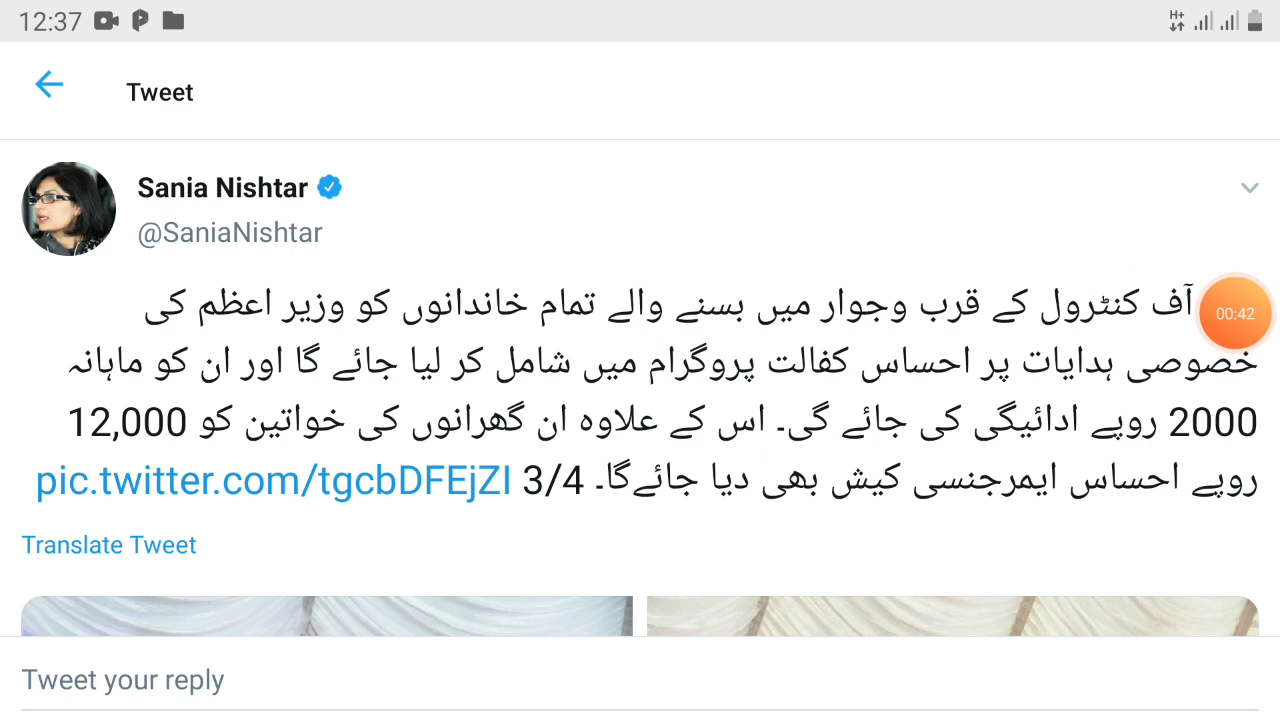 12:37
H+
Tweet
Sania Nishtar
@SaniaNishtar
آف کنٹرول کے قرب وجوار میں بسنے والے تمام خاندانوں کو وزیر اعظم کی
00:42
خصوصی ہدایات پر احساس کفالت پروگرام میں شامل کر لیا جائے گا اور ان کو ماہانہ
2000 روپے ادائیگی کی جائے گی۔ اس کے علاوہ ان گھرانوں کی خواتین کو 12,000
روپے احساس ایمرجنسی کیش بھی دیا جائےگا۔ 3/4 pic.twitter.com/tgcbDFEjZI
Translate Tweet
Tweet your reply